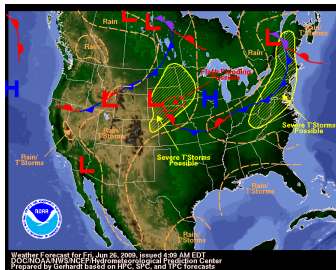 L
L
Rain
Rain
L
Rain
Rain/
T'Storms
H
L
L
H
Severe T'Storms
Possible
Severe T'Storms
Possible
Rain/
T'Storms
Rain/
T'Storms
L
NOAA
Weather Forecast for Fri, Jun 26, 2009, issued 4:09 AM EDT
DOC/NOAA/NWS/NCEP/Hydrometeorological Prediction Center
Prepared by Gerhardt based on HPC, SPC, and TPC forecasts